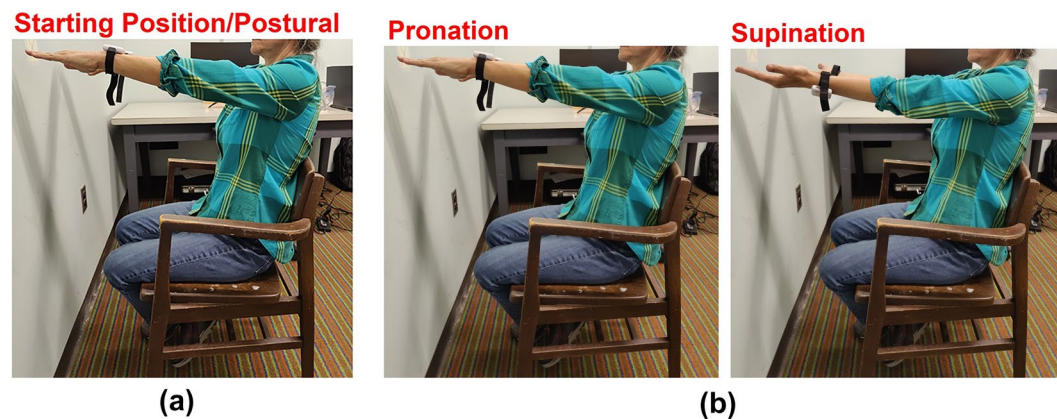 Starting Position/Postural
Pronation
Supination
(a)
(b)